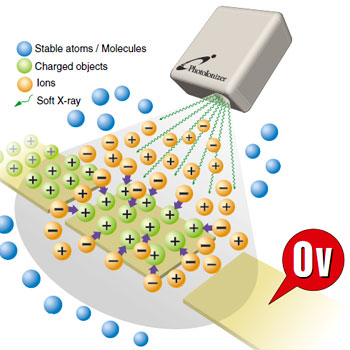 Stable atoms / Molecules
Charged objects
Ions
Soft X-ray
PhotoIonizer
0V